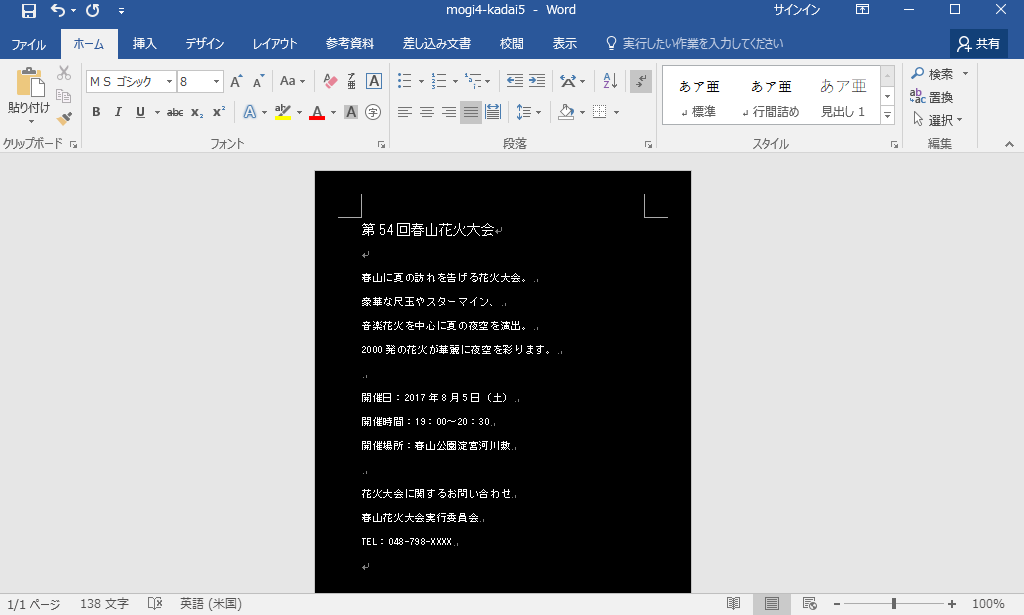 mogi4-kadai5 - Word
サインイン
ファイル ホーム 挿入 デザイン レイアウト 参考資料 差し込み文書 校閲 表示 実行したい作業を入力してください 共有
貼り付け
クリップボード
ＭＳ ゴシック 8
A A Aa A
B I U abc x₂ x² A ab A A 字
フォント
段落
あア亜 あア亜 あア亜
標準 行間詰め 見出し 1
スタイル
検索
置換
選択
編集
第 54 回春山花火大会
春山に夏の訪れを告げる花火大会。
豪華な尺玉やスターマイン、
音楽花火を中心に夏の夜空を演出。
2000 発の花火が華麗に夜空を彩ります。
開催日：2017 年 8 月 5 日（土）
開催時間：19：00～20：30
開催場所：春山公園淀宮河川敷
花火大会に関するお問い合わせ
春山花火大会実行委員会
TEL：048-798-XXXX
1/1 ページ 138 文字 英語 (米国) 100%